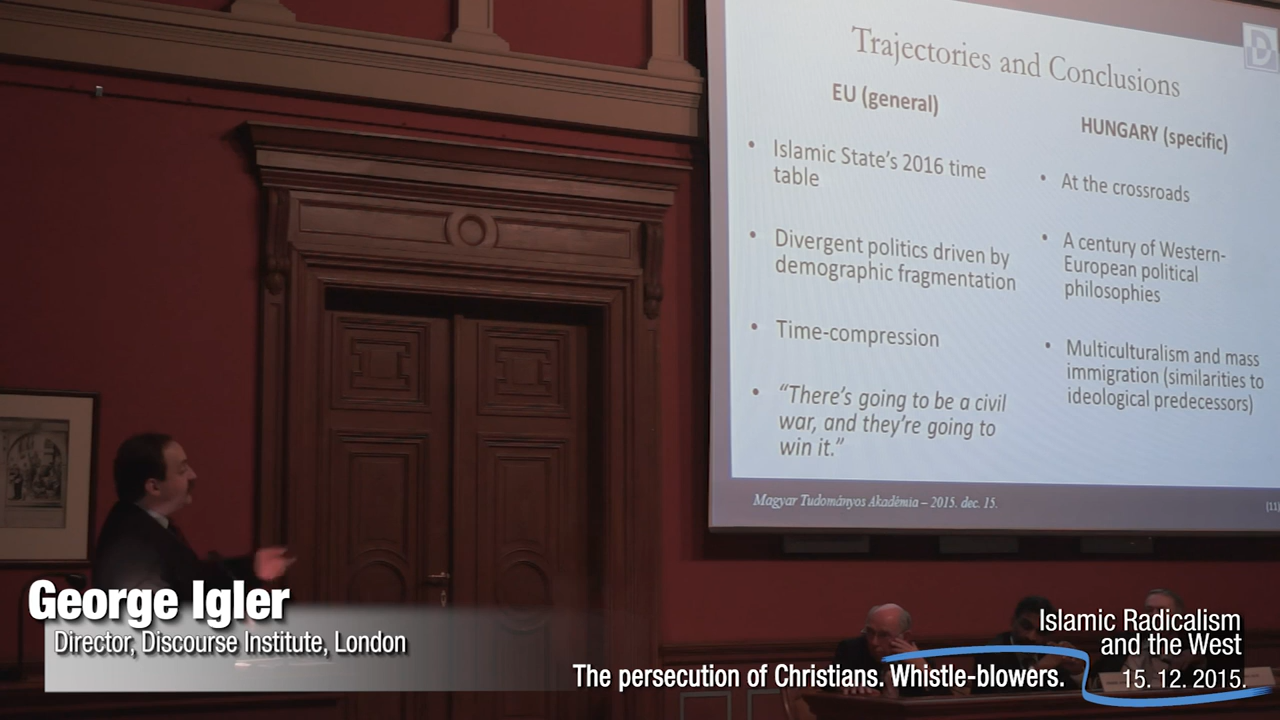 Trajectories and Conclusions
EU (general)
• Islamic State's 2016 time
table
• Divergent politics driven by
demographic fragmentation
• Time-compression
• “There's going to be a civil
war, and they're going to
win it.”
HUNGARY (specific)
• At the crossroads
• A century of Western-
European political
philosophies
• Multiculturalism and mass
immigration (similarities to
ideological predecessors)
Magyar Tudományos Akadémia – 2015. dec. 15.
(11)
D
George Igler
Director, Discourse Institute, London
Islamic Radicalism
and the West
The persecution of Christians. Whistle-blowers.
15. 12. 2015.